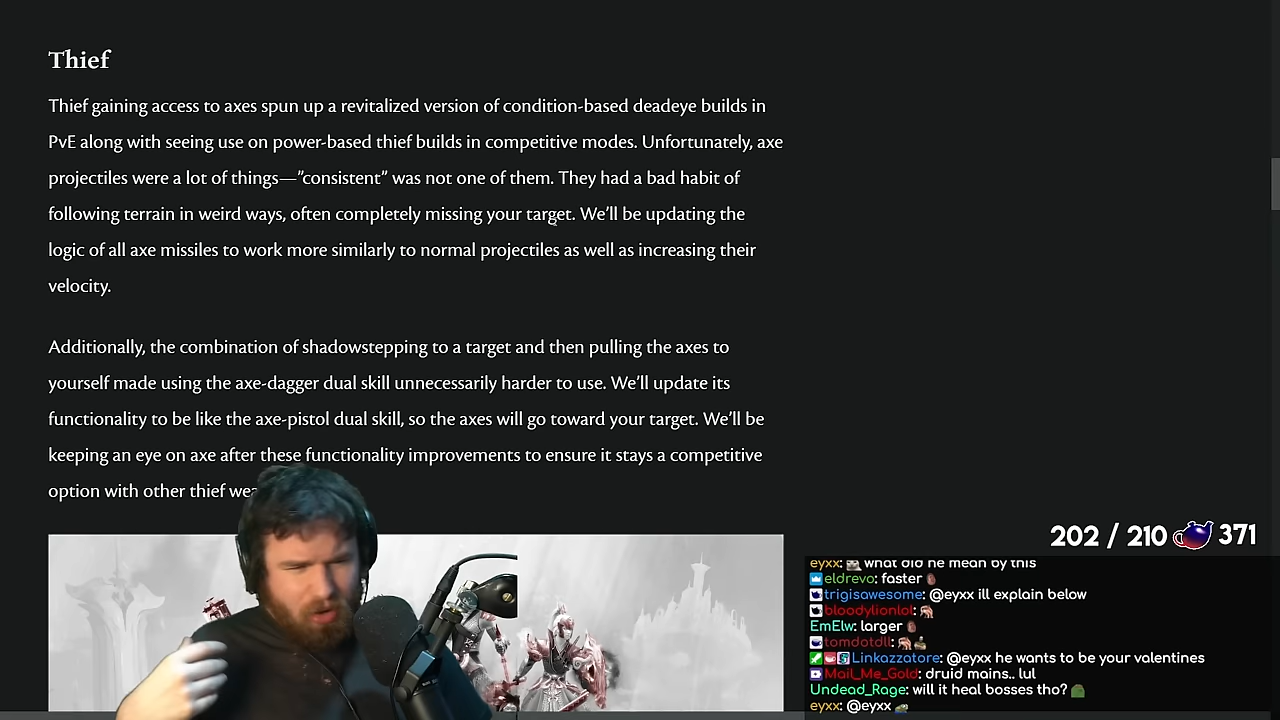 Thief
Thief gaining access to axes spun up a revitalized version of condition-based deadeye builds in
PvE along with seeing use on power-based thief builds in competitive modes. Unfortunately, axe
projectiles were a lot of things—”consistent” was not one of them. They had a bad habit of
following terrain in weird ways, often completely missing your target. We’ll be updating the
logic of all axe missiles to work more similarly to normal projectiles as well as increasing their
velocity.
Additionally, the combination of shadowstepping to a target and then pulling the axes to
yourself made using the axe-dagger dual skill unnecessarily harder to use. We’ll update its
functionality to be like the axe-pistol dual skill, so the axes will go toward your target. We’ll be
keeping an eye on axe after these functionality improvements to ensure it stays a competitive
option with other thief
202 / 210 371
eyxx: what did he mean by this
eldrevo: faster
trigisawesome: @eyxx ill explain below
bloodylionlol:
EmElw: larger
tomdotdll:
Linkazzatore: @eyxx he wants to be your valentines
Mail_Me_Gold: druid mains.. lul
Undead_Rage: will it heal bosses tho?
eyxx: @eyxx